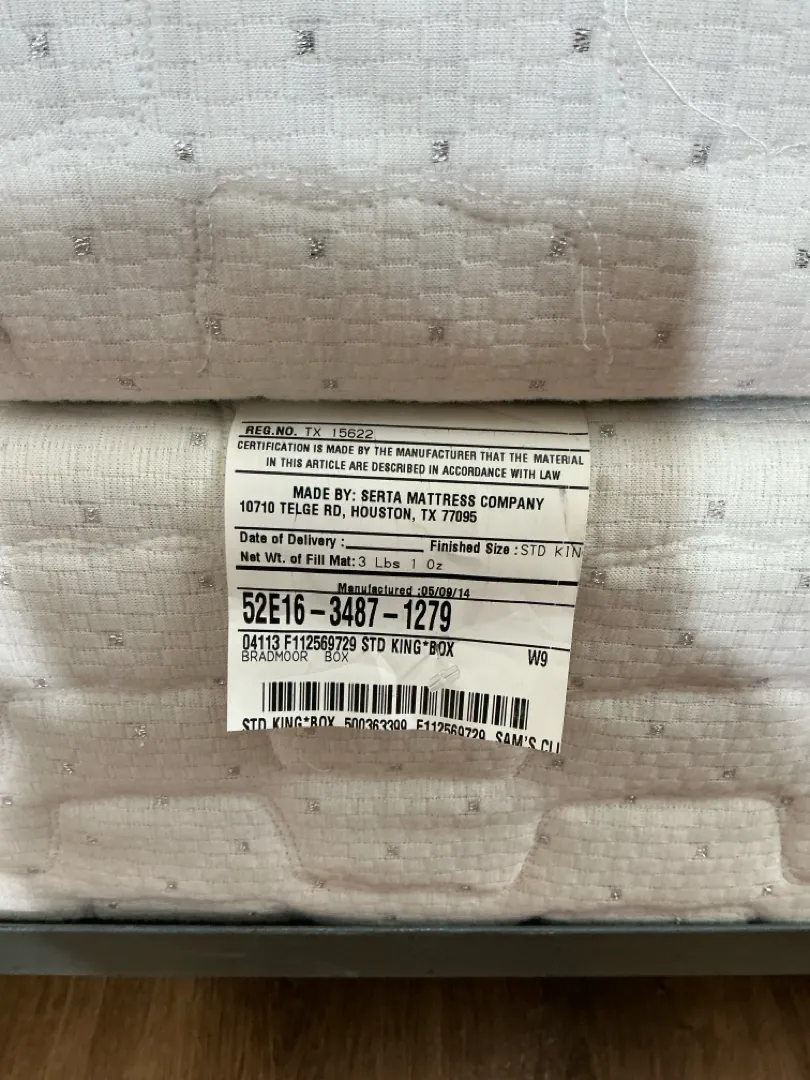 REG.NO. TX 15622
CERTIFICATION IS MADE BY THE MANUFACTURER THAT THE MATERIAL
IN THIS ARTICLE ARE DESCRIBED IN ACCORDANCE WITH LAW
MADE BY: SERTA MATTRESS COMPANY
10710 TELGE RD, HOUSTON, TX 77095
Date of Delivery : Finished Size : STD KIN
Net Wt. of Fill Mat: 3 Lbs 1 Oz
Manufactured :05/09/14
52E16-3487-1279
04113 F112569729 STD KING*BOX W9
BRADMOOR BOX
STD KING*BOX 500363399 F112569729 SAM'S CLU